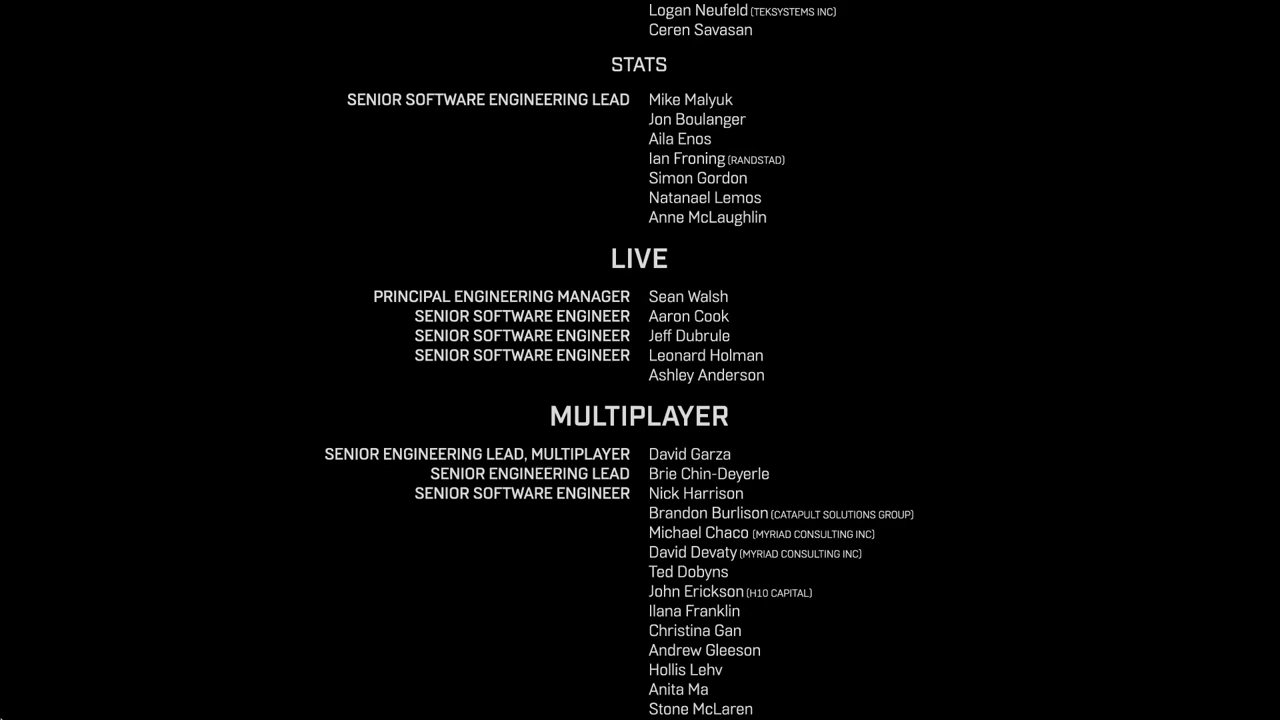 Logan Neufeld (TEKSYSTEMS INC)
Ceren Savasan
STATS
SENIOR SOFTWARE ENGINEERING LEAD Mike Malyuk
Jon Boulanger
Aila Enos
Ian Froning (RANDSTAD)
Simon Gordon
Natanael Lemos
Anne McLaughlin
LIVE
PRINCIPAL ENGINEERING MANAGER Sean Walsh
SENIOR SOFTWARE ENGINEER Aaron Cook
SENIOR SOFTWARE ENGINEER Jeff Dubrule
SENIOR SOFTWARE ENGINEER Leonard Holman
Ashley Anderson
MULTIPLAYER
SENIOR ENGINEERING LEAD, MULTIPLAYER David Garza
SENIOR ENGINEERING LEAD Brie Chin-Deyerle
SENIOR SOFTWARE ENGINEER Nick Harrison
Brandon Burlison (CATAPULT SOLUTIONS GROUP)
Michael Chaco (MYRIAD CONSULTING INC)
David Devaty (MYRIAD CONSULTING INC)
Ted Dobyns
John Erickson (H10 CAPITAL)
Ilana Franklin
Christina Gan
Andrew Gleeson
Hollis Lehv
Anita Ma
Stone McLaren